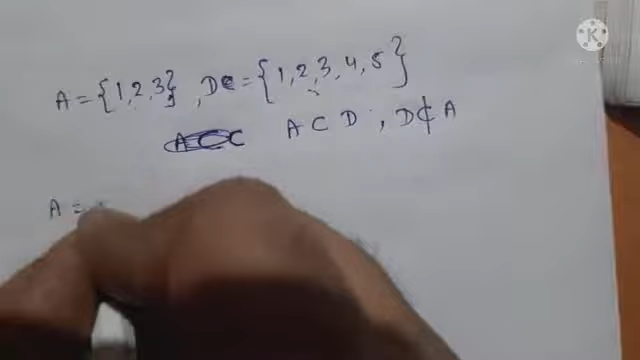 A = {1, 2, 3}, D = {1, 2, 3, 4, 5}
A ⊂ D, D ⊄ A
A =